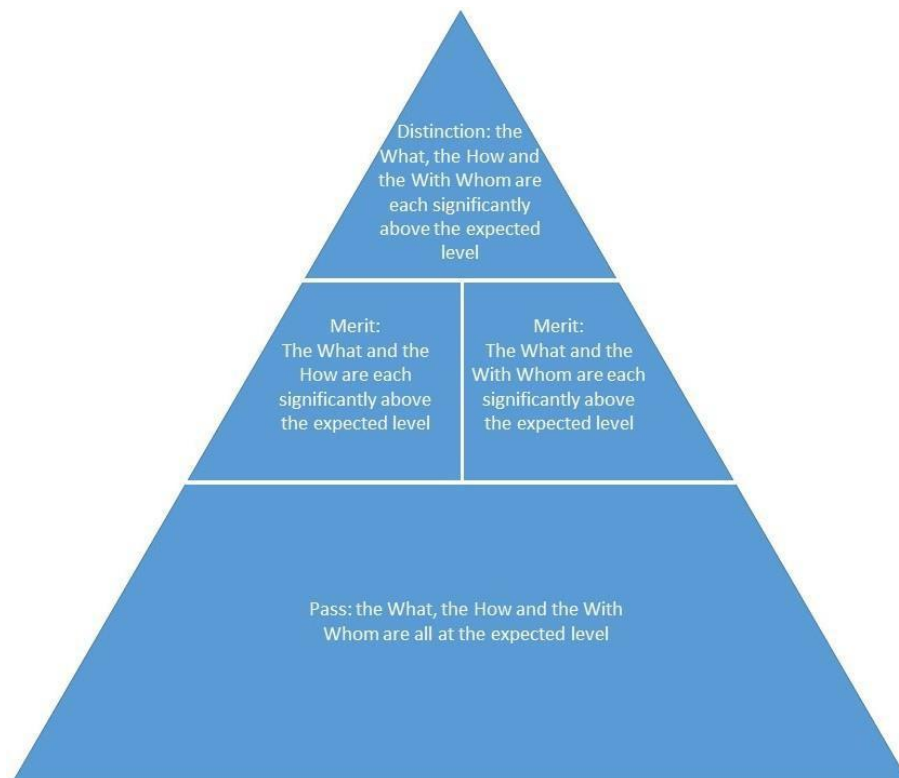 Distinction: the
What, the How and
the With Whom are
each significantly
above the expected
level
Merit:
The What and the
How are each
significantly above
the expected level
Merit:
The What and the
With Whom are each
significantly above
the expected level
Pass: the What, the How and the With
Whom are all at the expected level